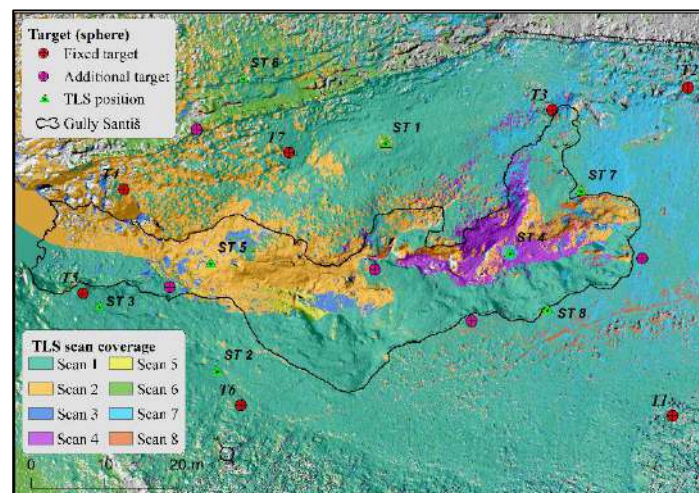 Target (sphere)
Fixed target
Additional target
TLS position
Gully Santiš
ST 6
T2
T3
ST 1
T7
T4
ST 7
ST 5
ST 4
T5
ST 3
ST 8
ST 2
T6
T1
TLS scan coverage
Scan 1 Scan 5
Scan 2 Scan 6
Scan 3 Scan 7
Scan 4 Scan 8
0 10 20 m